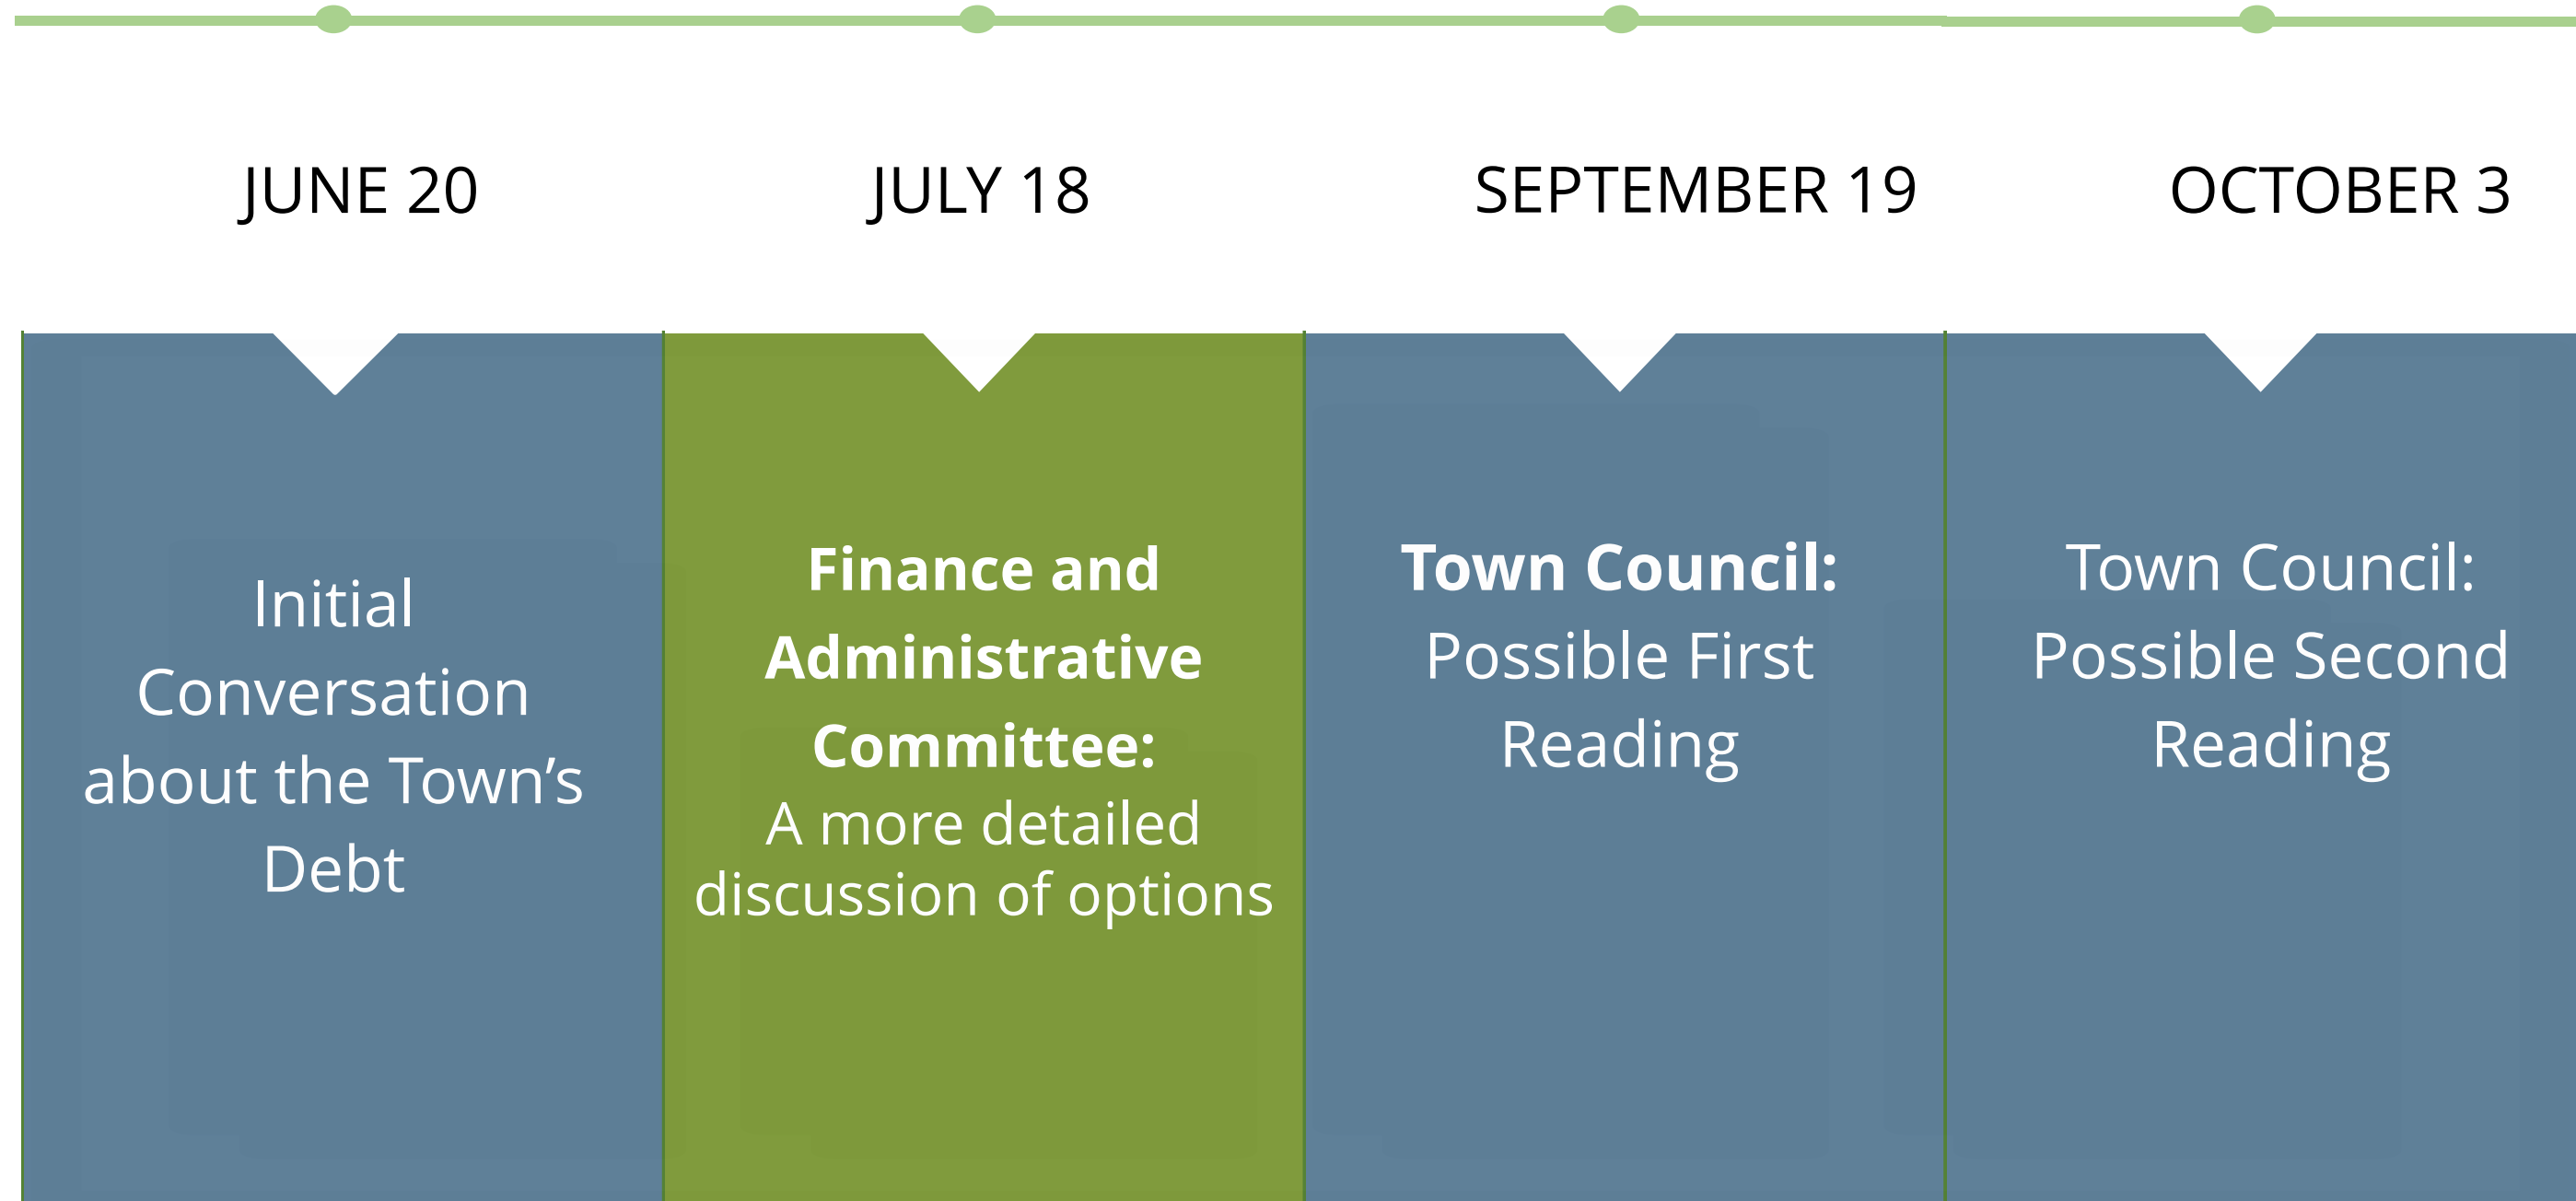 JUNE 20
JULY 18
SEPTEMBER 19
OCTOBER 3
Initial
Conversation
about the Town’s
Debt
Finance and
Administrative
Committee:
A more detailed
discussion of options
Town Council:
Possible First
Reading
Town Council:
Possible Second
Reading